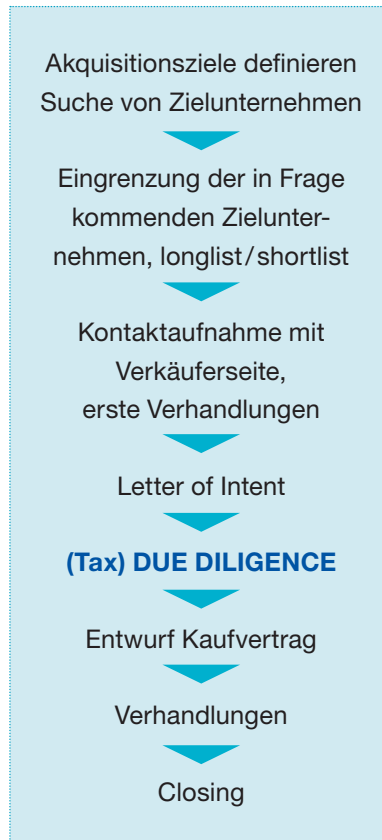 Akquisitionsziele definieren
Suche von Zielunternehmen
Eingrenzung der in Frage
kommenden Zielunter-
nehmen, longlist/shortlist
Kontaktaufnahme mit
Verkäuferseite,
erste Verhandlungen
Letter of Intent
(Tax) DUE DILIGENCE
Entwurf Kaufvertrag
Verhandlungen
Closing